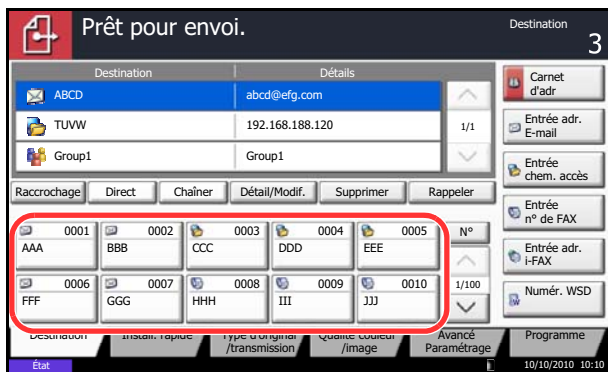 Prêt pour envoi.
Destination
3
Destination Détails
ABCD abcd@efg.com
TUVW 192.168.188.120 1/1
Group1 Group1
Raccrochage Direct Chaîner Détail/Modif. Supprimer Rappeler
0001 0002 0003 0004 0005 N°
AAA BBB CCC DDD EEE
0006 0007 0008 0009 0010 1/100
FFF GGG HHH III JJJ
Carnet
d'adr
Entrée adr.
E-mail
Entrée
chem. accès
Entrée
n° de FAX
Entrée adr.
i-FAX
Numér. WSD
Destination Install. rapide Type d'original
/transmission Qualité couleur
/image Avancé
Paramétrage Programme
État 10/10/2010 10:10